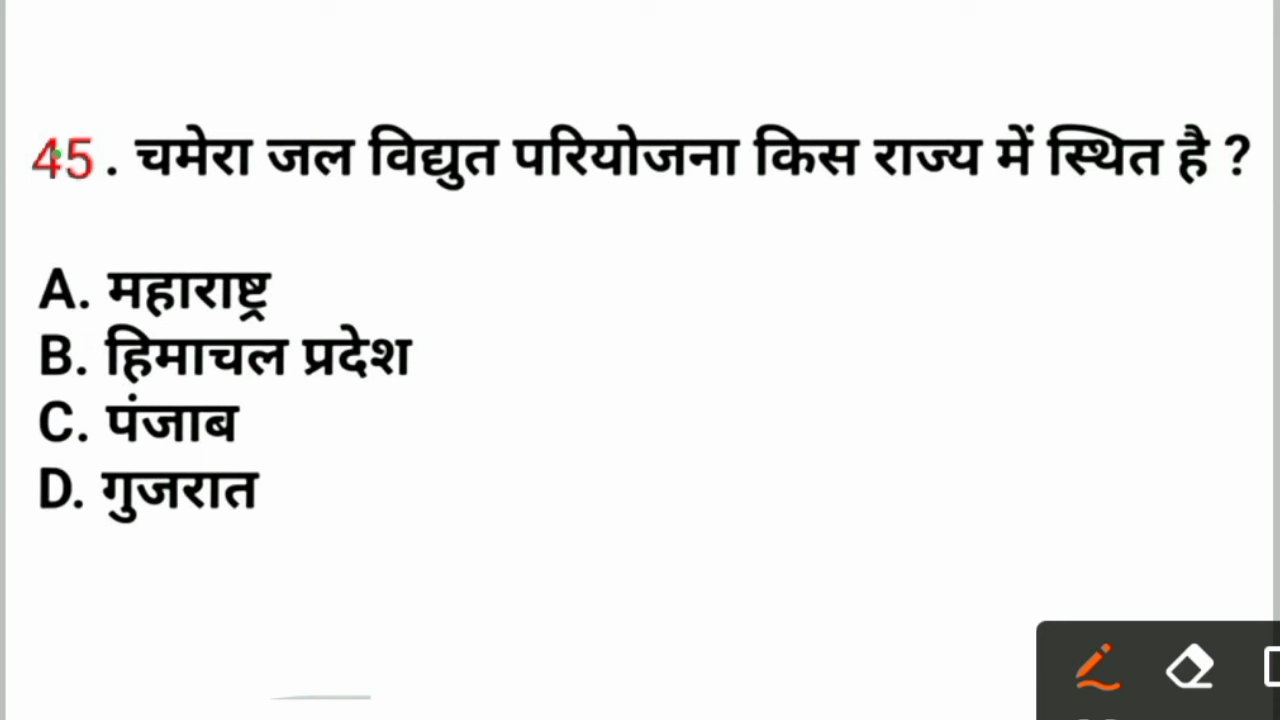 45 . चमेरा जल विद्युत परियोजना किस राज्य में स्थित है ?
A. महाराष्ट्र
B. हिमाचल प्रदेश
C. पंजाब
D. गुजरात